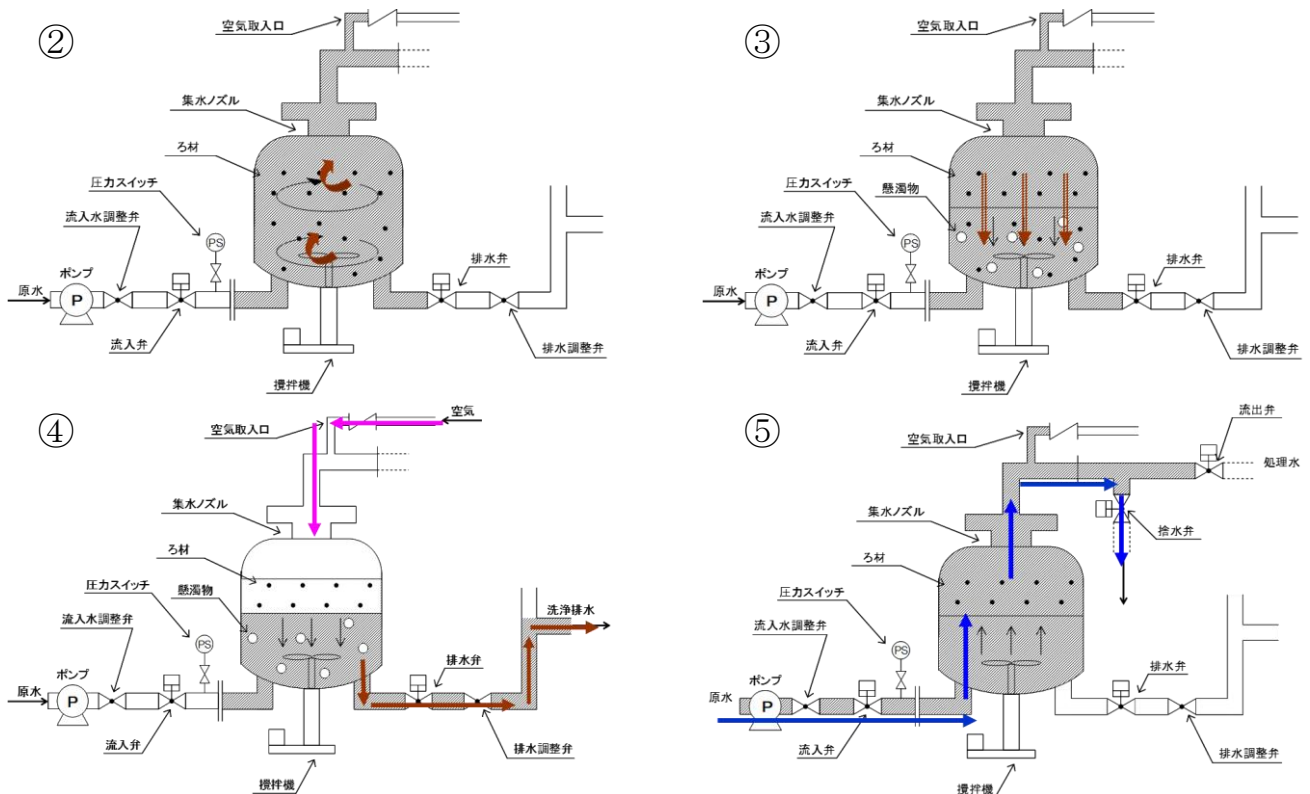 ②
空気取入口
集水ノズル
ろ材
圧力スイッチ
流入水調整弁
PS
ポンプ
原水
P
排水弁
流入弁
排水調整弁
攪拌機
③
空気取入口
集水ノズル
ろ材
圧力スイッチ
懸濁物
流入水調整弁
PS
ポンプ
原水
P
排水弁
流入弁
排水調整弁
攪拌機
④
空気
空気取入口
集水ノズル
ろ材
圧力スイッチ
懸濁物
洗浄排水
流入水調整弁
PS
ポンプ
原水
P
排水弁
流入弁
排水調整弁
攪拌機
⑤
流出弁
空気取入口
処理水
集水ノズル
捨水弁
ろ材
圧力スイッチ
流入水調整弁
PS
ポンプ
原水
P
排水弁
流入弁
排水調整弁
攪拌機